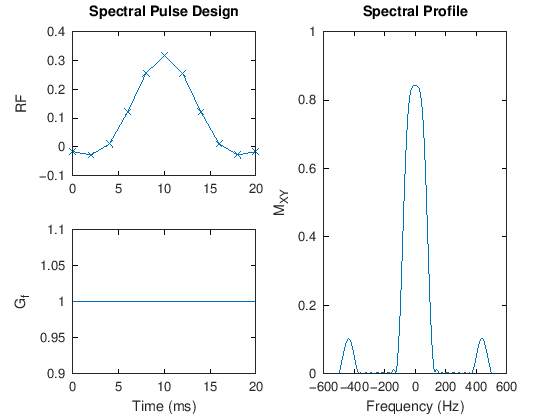 Spectral Pulse Design
0.4
0.3
0.2
0.1
0
−0.1
RF
0 5 10 15 20
1.1
1.05
1
0.95
0.9
G_f
0 5 10 15 20
Time (ms)
Spectral Profile
1
0.8
0.6
0.4
0.2
0
M_XY
−600 −400 −200 0 200 400 600
Frequency (Hz)